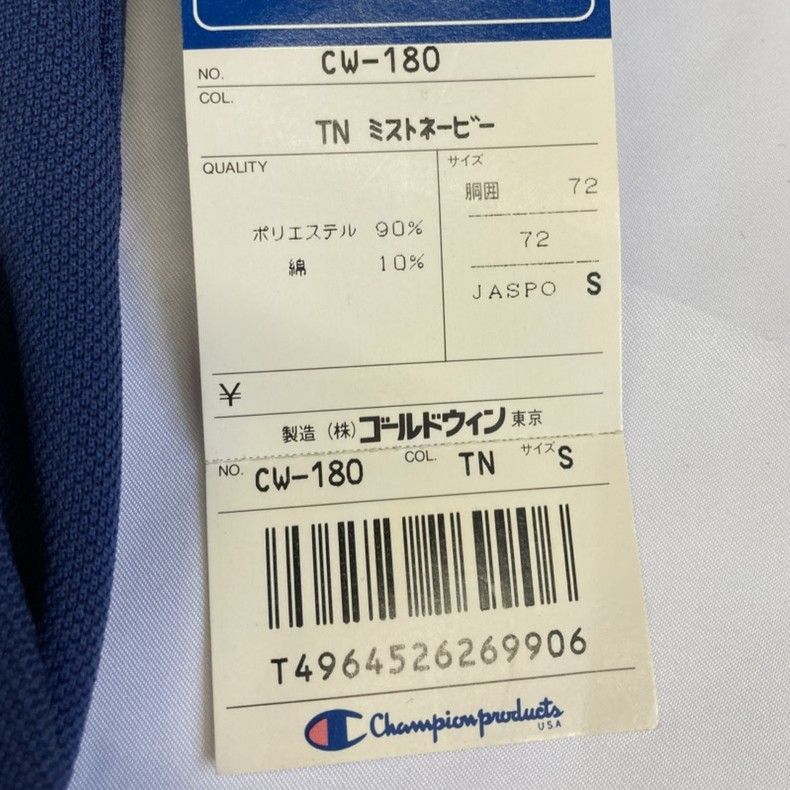 NO. CW-180
COL.
TN ミストネービー
QUALITY
ポリエステル 90%
綿 10%
サイズ
胴囲 72
72
JASPO S
¥
製造 (株) ゴールドウィン 東京
NO. CW-180 COL. TN サイズ S
T4964526269906
Champion products
USA